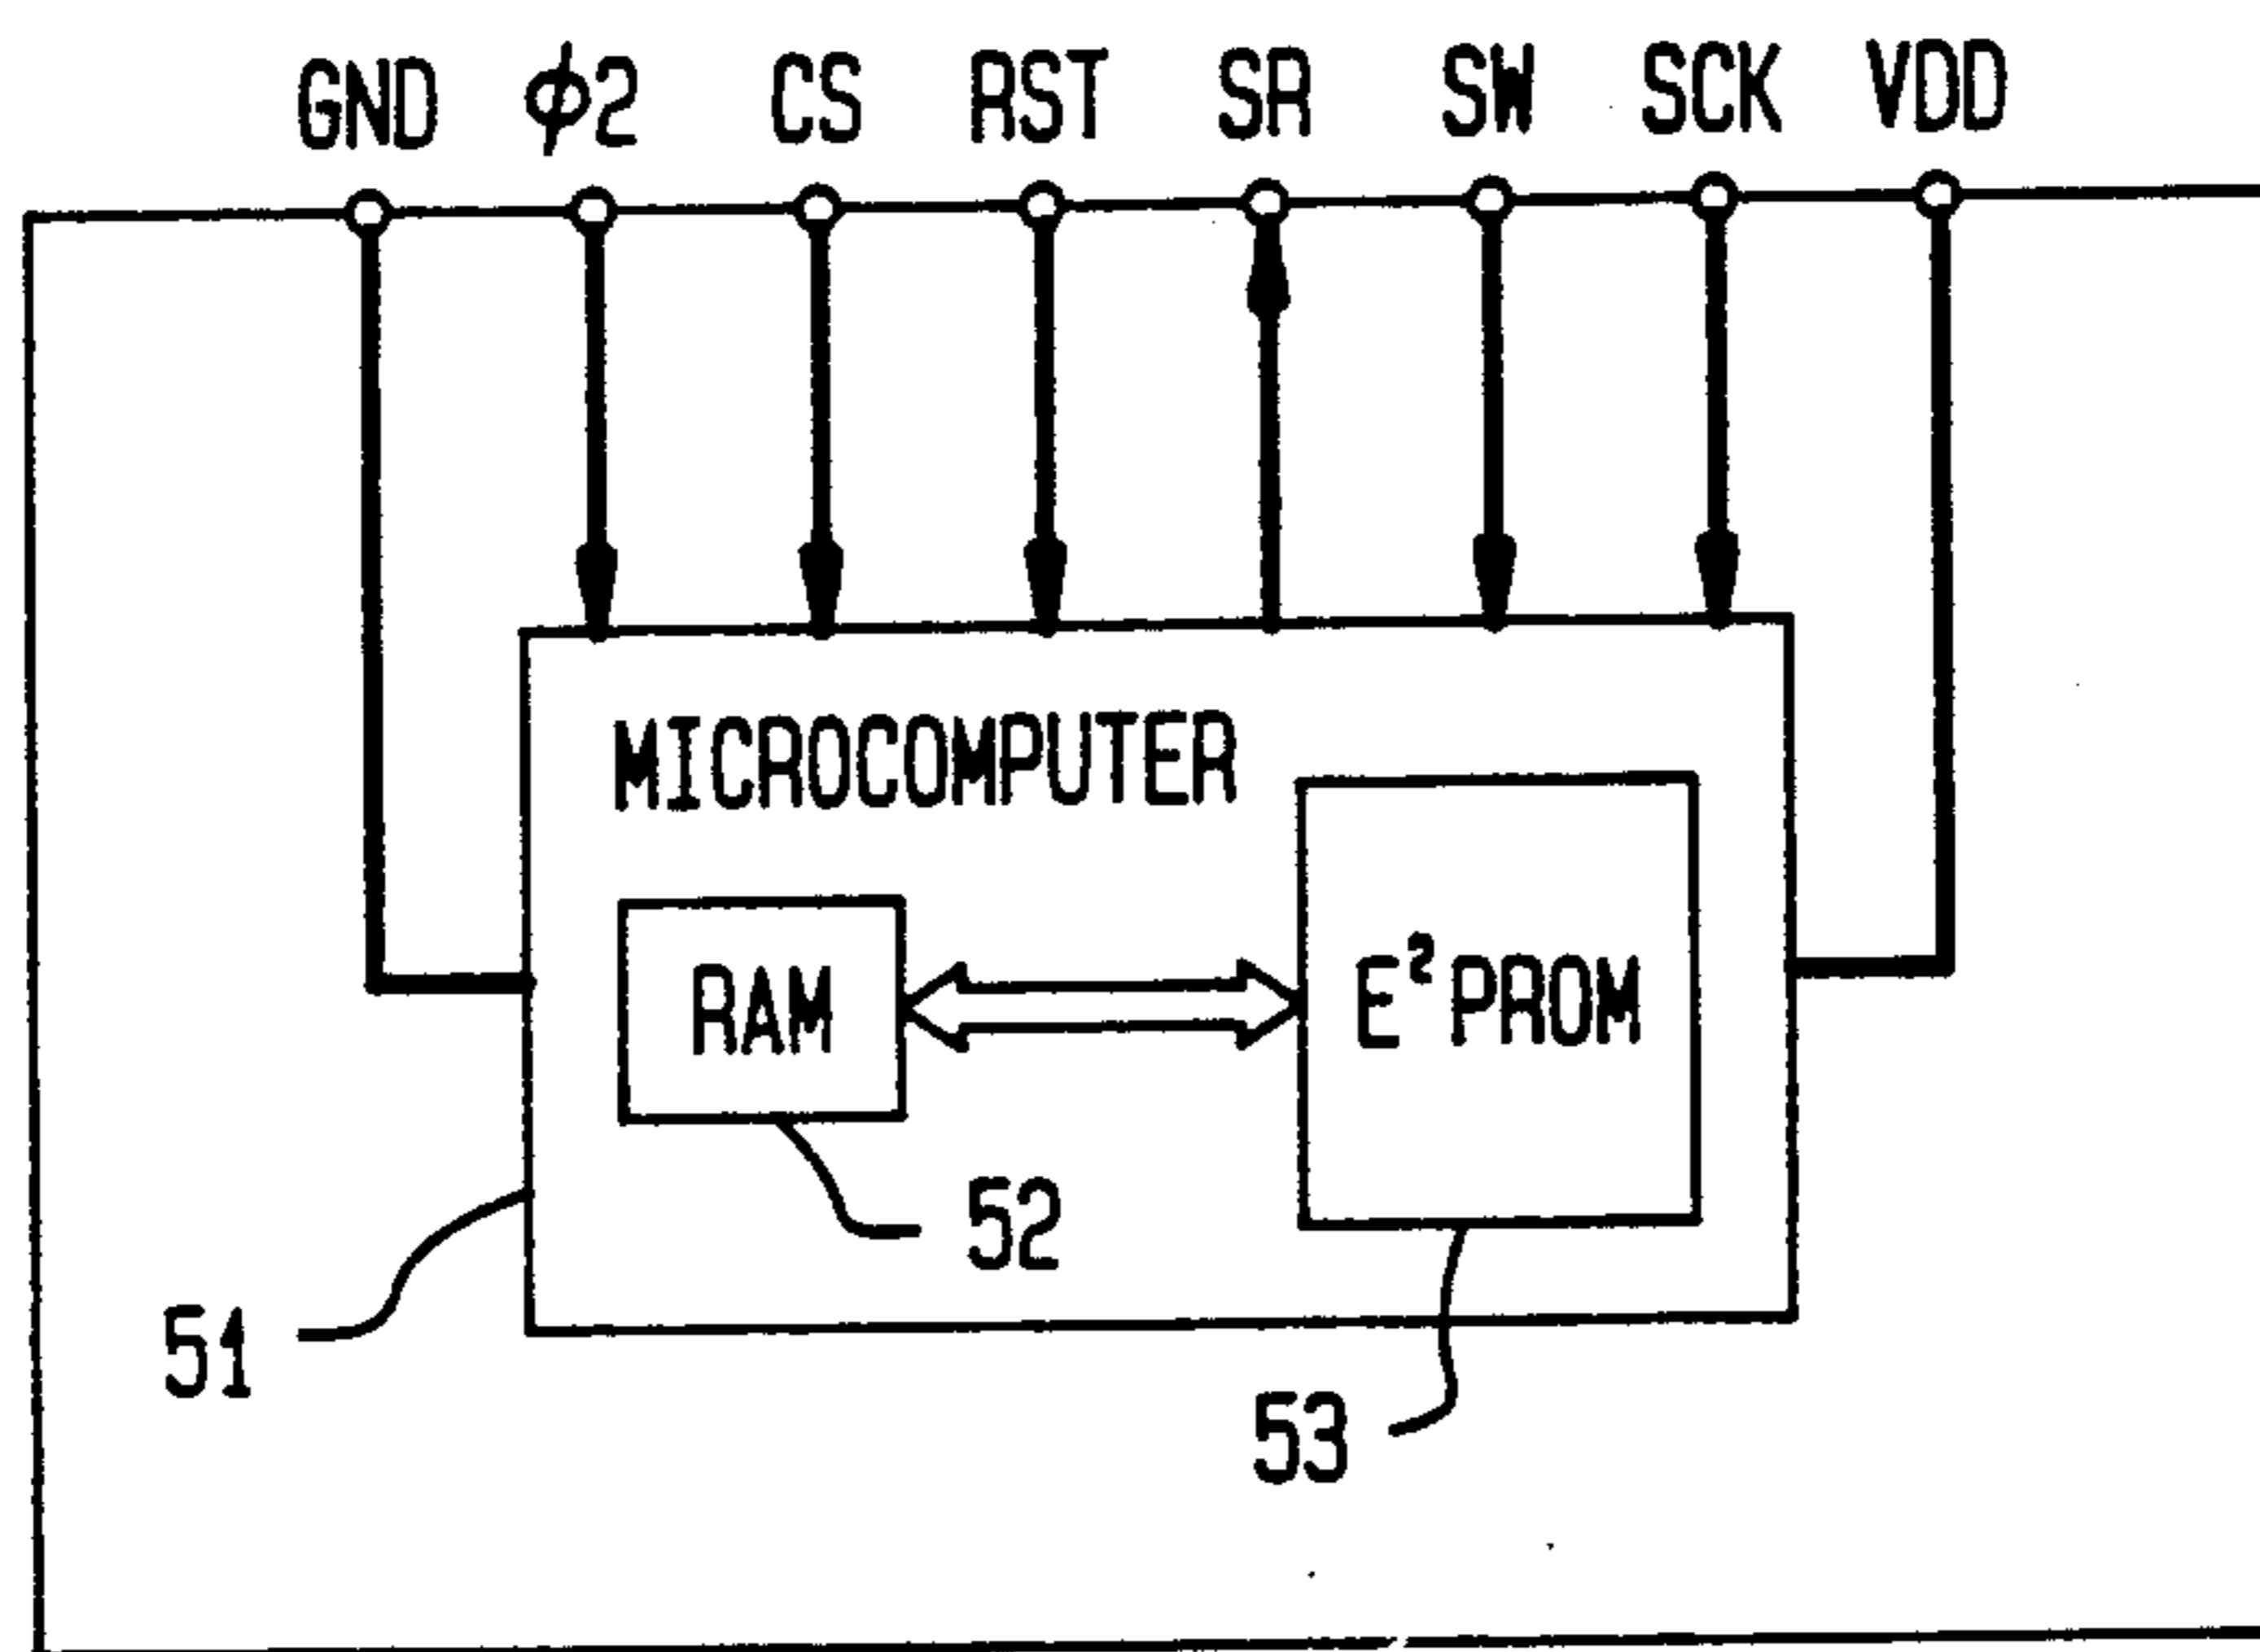 GND ϕ2 CS RST SR SW SCK VDD
MICROCOMPUTER
RAM
E²PROM
52
51
53